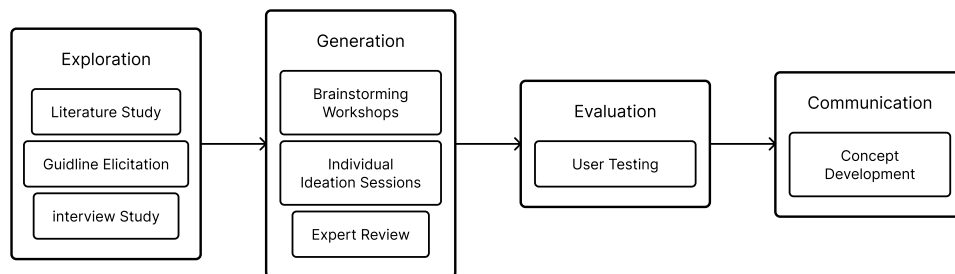 Exploration
Literature Study
Guidline Elicitation
interview Study
Generation
Brainstorming
Workshops
Individual
Ideation Sessions
Expert Review
Evaluation
User Testing
Communication
Concept
Development